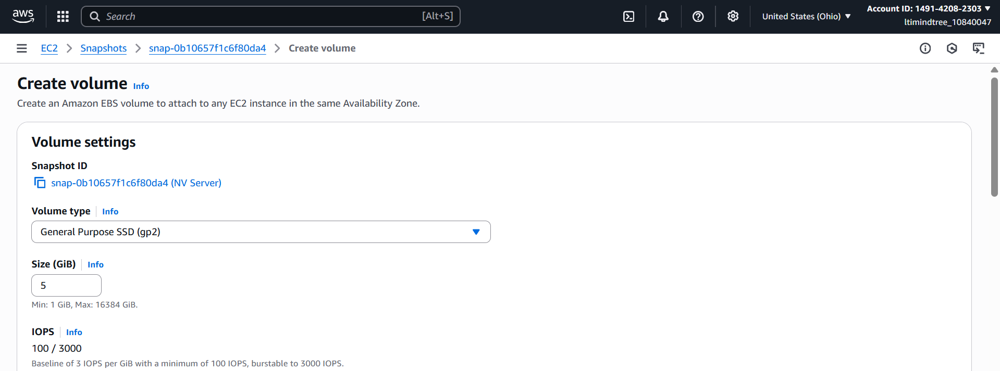 aws
Search [Alt+S]
United States (Ohio)
Account ID: 1491-4208-2303
ltimindtree_10840047
EC2 > Snapshots > snap-0b10657f1c6f80da4 > Create volume
Create volume Info
Create an Amazon EBS volume to attach to any EC2 instance in the same Availability Zone.
Volume settings
Snapshot ID
snap-0b10657f1c6f80da4 (NV Server)
Volume type Info
General Purpose SSD (gp2)
Size (GiB) Info
5
Min: 1 GiB, Max: 16384 GiB.
IOPS Info
100 / 3000
Baseline of 3 IOPS per GiB with a minimum of 100 IOPS, burstable to 3000 IOPS.